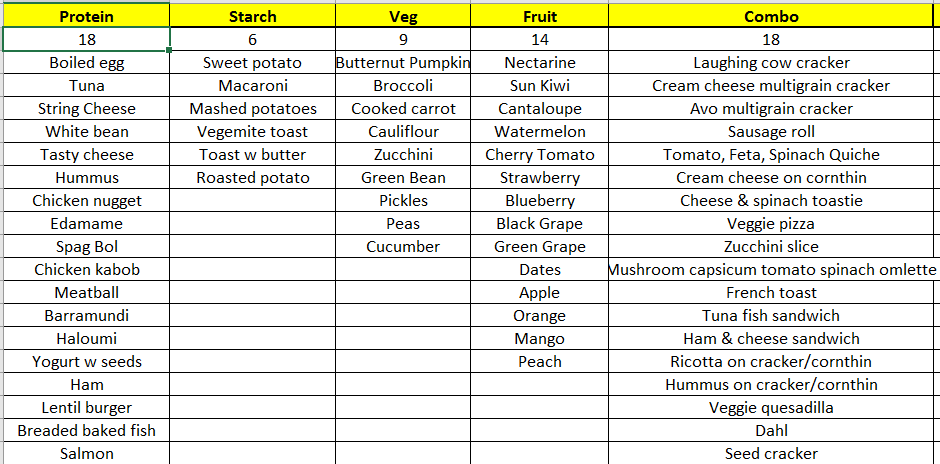 Protein Starch Veg Fruit Combo
18 6 9 14 18
Boiled egg Sweet potato Butternut Pumpkin Nectarine Laughing cow cracker
Tuna Macaroni Broccoli Sun Kiwi Cream cheese multigrain cracker
String Cheese Mashed potatoes Cooked carrot Cantaloupe Avo multigrain cracker
White bean Vegemite toast Cauliflour Watermelon Sausage roll
Tasty cheese Toast w butter Zucchini Cherry Tomato Tomato, Feta, Spinach Quiche
Hummus Roasted potato Green Bean Strawberry Cream cheese on cornthin
Chicken nugget Pickles Blueberry Cheese & spinach toastie
Edamame Peas Black Grape Veggie pizza
Spag Bol Cucumber Green Grape Zucchini slice
Chicken kabob Dates Mushroom capsicum tomato spinach omlette
Meatball Apple French toast
Barramundi Orange Tuna fish sandwich
Haloumi Mango Ham & cheese sandwich
Yogurt w seeds Peach Ricotta on cracker/cornthin
Ham Hummus on cracker/cornthin
Lentil burger Veggie quesadilla
Breaded baked fish Dahl
Salmon Seed cracker